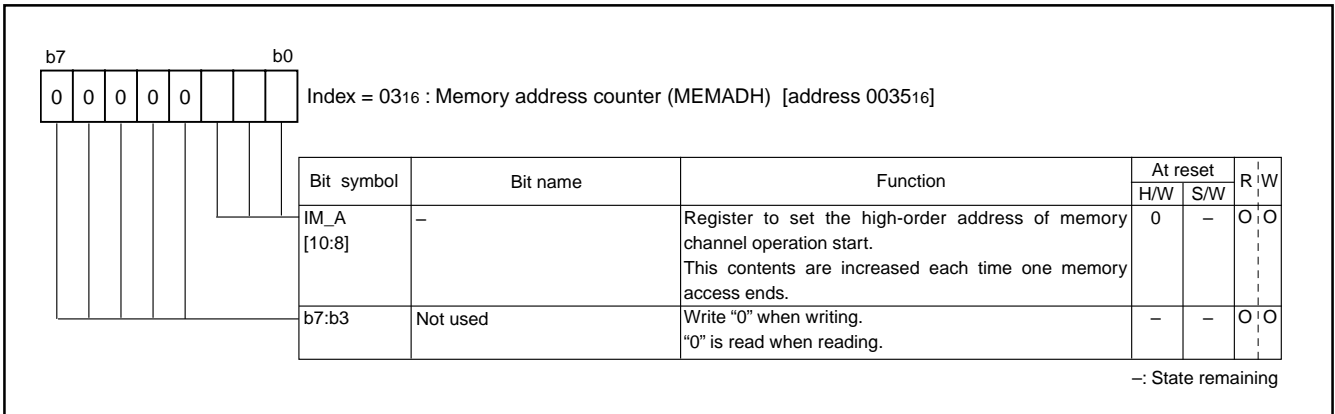 b7 b0
0 0 0 0 0
Index = 0316 : Memory address counter (MEMADH) [address 003516]
Bit symbol Bit name Function At reset R W
H/W S/W
IM_A – Register to set the high-order address of memory 0 – O O
[10:8] channel operation start.
This contents are increased each time one memory
access ends.
b7:b3 Not used Write “0” when writing. – – O O
“0” is read when reading.
–: State remaining